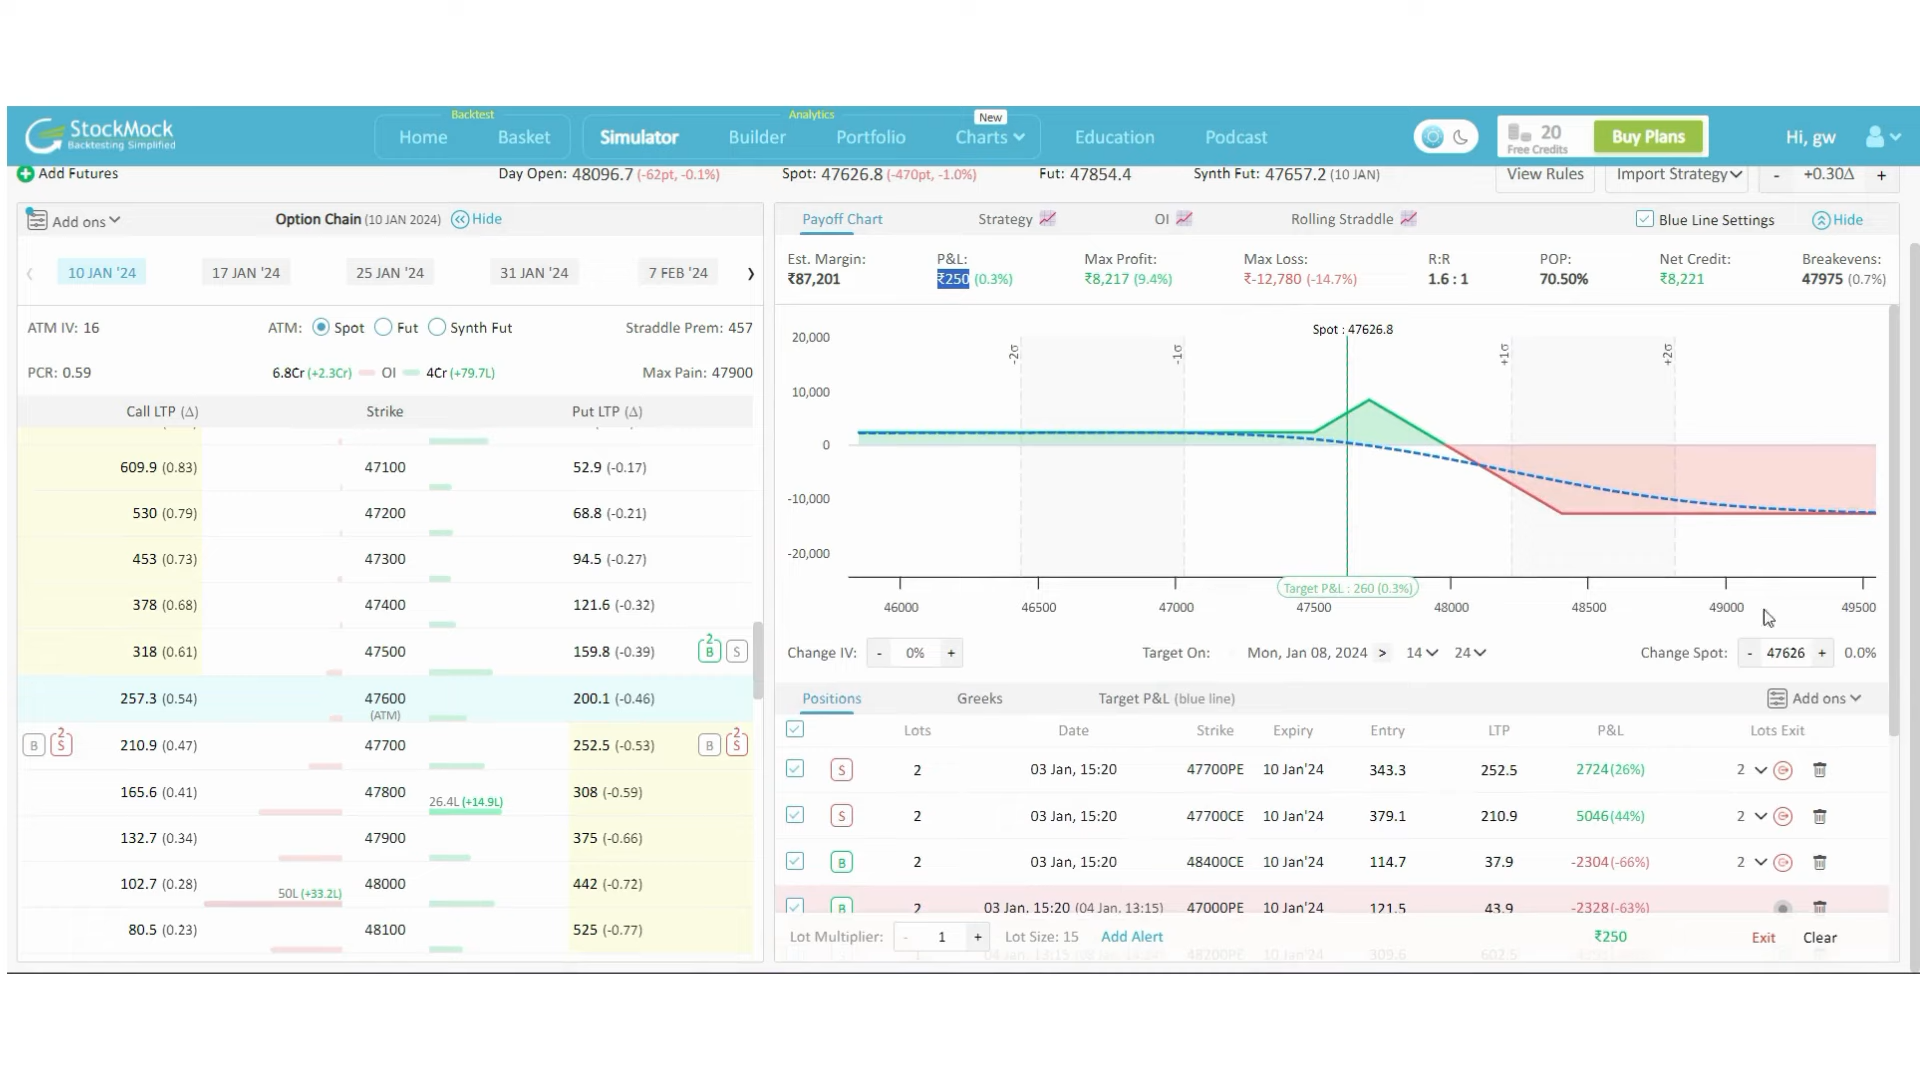 StockMock
Backtesting Simplified
Backtest
Home Basket
Analytics
Simulator Builder Portfolio Charts
New
Education Podcast
20
Free Credits
Buy Plans
Hi, gw
Add Futures
Day Open: 48096.7 (-62pt, -0.1%) Spot: 47626.8 (-470pt, -1.0%) Fut: 47854.4 Synth Fut: 47657.2 (10 JAN)
View Rules Import Strategy - +0.30Δ +
Add ons Option Chain (10 JAN 2024) Hide
10 JAN '24 17 JAN '24 25 JAN '24 31 JAN '24 7 FEB '24
ATM IV: 16 ATM: Spot Fut Synth Fut Straddle Prem: 457
PCR: 0.59 6.8Cr (+2.3Cr) OI 4Cr (+79.7L) Max Pain: 47900
Call LTP (Δ) Strike Put LTP (Δ)
609.9 (0.83) 47100 52.9 (-0.17)
530 (0.79) 47200 68.8 (-0.21)
453 (0.73) 47300 94.5 (-0.27)
378 (0.68) 47400 121.6 (-0.32)
318 (0.61) 47500 159.8 (-0.39) 2 B S
257.3 (0.54) 47600 200.1 (-0.46)
(ATM)
B 2 S 210.9 (0.47) 47700 252.5 (-0.53) B 2 S
165.6 (0.41) 47800 26.4L (+14.9L) 308 (-0.59)
132.7 (0.34) 47900 375 (-0.66)
102.7 (0.28) 50L (+33.2L) 48000 442 (-0.72)
80.5 (0.23) 48100 525 (-0.77)
Payoff Chart Strategy OI Rolling Straddle Blue Line Settings Hide
Est. Margin: P&L: Max Profit: Max Loss: R:R POP: Net Credit: Breakevens:
₹87,201 ₹250 (0.3%) ₹8,217 (9.4%) ₹-12,780 (-14.7%) 1.6 : 1 70.50% ₹8,221 47975 (0.7%)
Spot : 47626.8
20,000
10,000
0
-10,000
-20,000
-2σ -1σ +1σ +2σ
Target P&L : 260 (0.3%)
46000 46500 47000 47500 48000 48500 49000 49500
Change IV: - 0% + Target On: Mon, Jan 08, 2024 > 14 24 Change Spot: - 47626 + 0.0%
Positions Greeks Target P&L (blue line) Add ons
Lots Date Strike Expiry Entry LTP P&L Lots Exit
S 2 03 Jan, 15:20 47700PE 10 Jan'24 343.3 252.5 2724(26%) 2
S 2 03 Jan, 15:20 47700CE 10 Jan'24 379.1 210.9 5046(44%) 2
B 2 03 Jan, 15:20 48400CE 10 Jan'24 114.7 37.9 -2304(-66%) 2
B 2 03 Jan, 15:20 (04 Jan, 13:15) 47000PE 10 Jan'24 121.5 43.9 -2328(-63%)
Lot Multiplier: - 1 + Lot Size: 15 Add Alert ₹250 Exit Clear